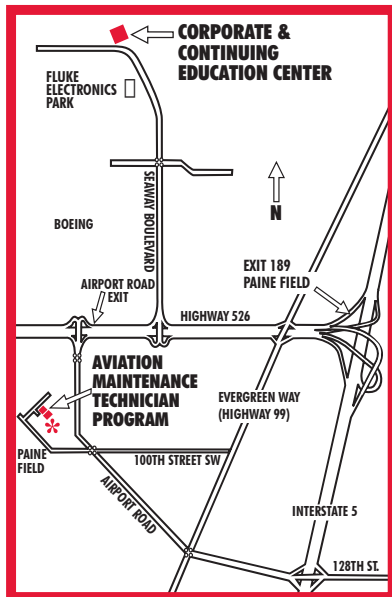 CORPORATE &
CONTINUING
EDUCATION CENTER
FLUKE
ELECTRONICS
PARK
SEAWAY BOULEVARD
N
BOEING
EXIT 189
PAINE FIELD
AIRPORT ROAD
EXIT
HIGHWAY 526
AVIATION
MAINTENANCE
TECHNICIAN
PROGRAM
EVERGREEN WAY
(HIGHWAY 99)
PAINE
FIELD
100TH STREET SW
AIRPORT ROAD
INTERSTATE 5
128TH ST.